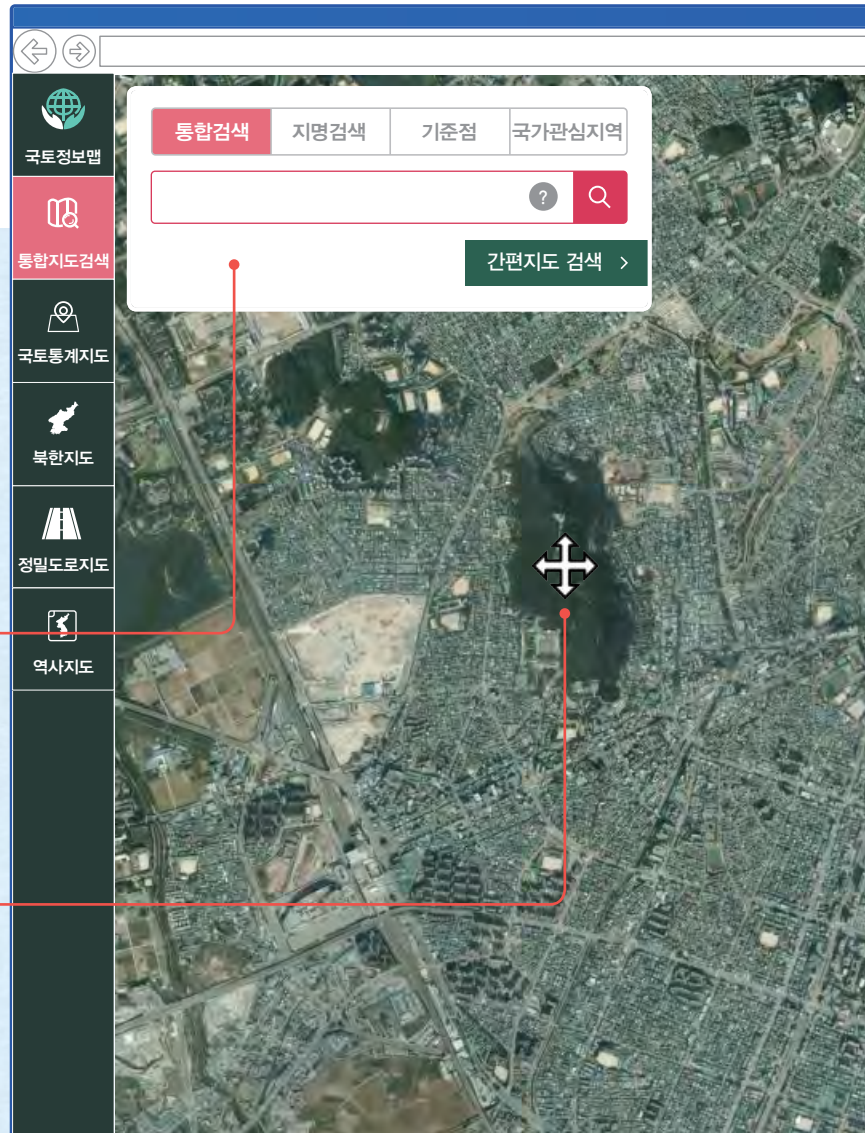 국토정보맵
통합지도검색
국토통계지도
북한지도
정밀도로지도
역사지도
통합검색 지명검색 기준점 국가관심지역
?
간편지도 검색 >